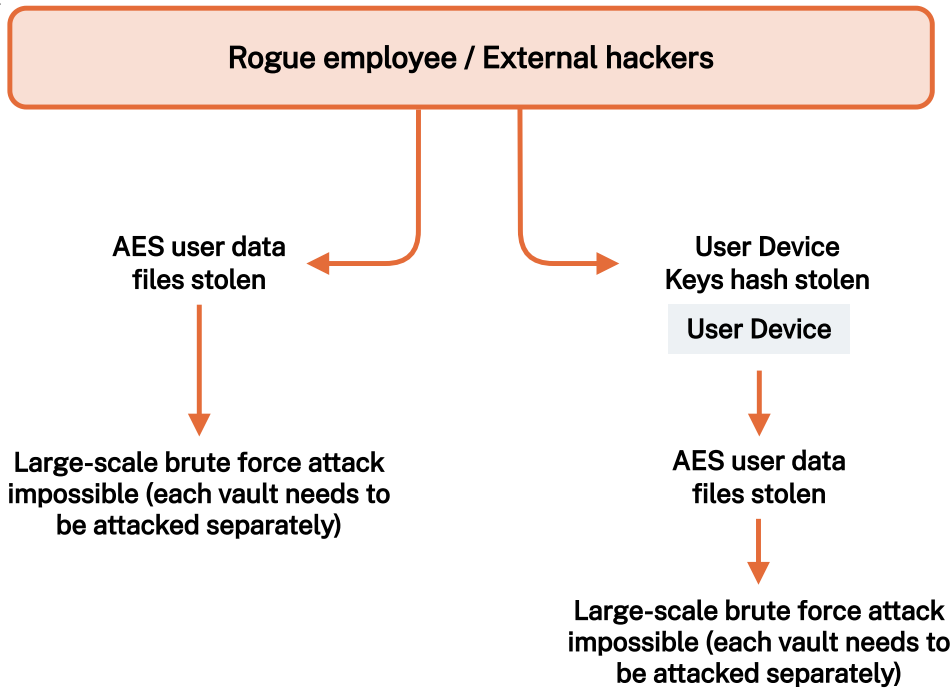 Rogue employee / External hackers
AES user data
files stolen
Large-scale brute force attack
impossible (each vault needs to
be attacked separately)
User Device
Keys hash stolen
User Device
AES user data
files stolen
Large-scale brute force attack
impossible (each vault needs to
be attacked separately)